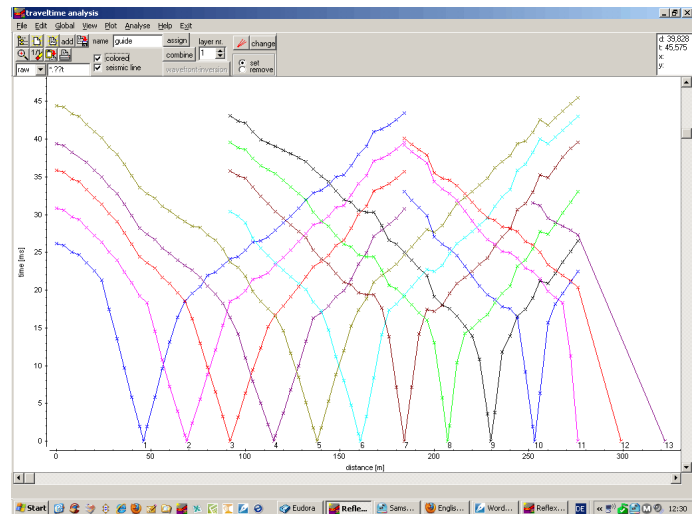 traveltime analysis
File Edit Global View Plot Analyse Help Exit
add name guide assign layer nr. change
colored combine 1 set
raw *.??t seismic line wavefront-inversion remove
d: 39,828
t: 45,575
x:
y:
45
40
35
30
25
20
15
10
5
0
time [ms]
1 2 3 4 5 6 7 8 9 10 11 12 13
0 50 100 150 200 250 300
distance [m]
Start Eudora Refle... Sams... Englis... Word... Reflex... DE 12:30